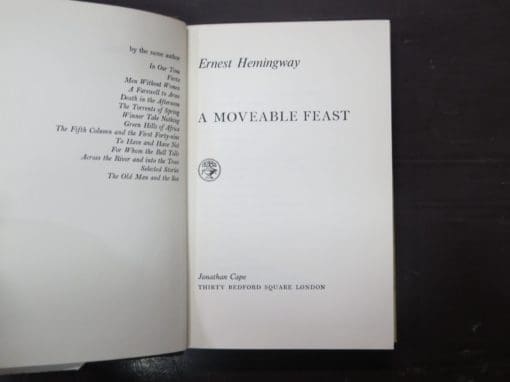 by the same author
In Our Time
Fiesta
Men Without Women
A Farewell to Arms
Death in the Afternoon
The Torrents of Spring
Winner Take Nothing
Green Hills of Africa
The Fifth Column and the First Forty-nine
To Have and Have Not
For Whom the Bell Tolls
Across the River and into the Trees
Selected Stories
The Old Man and the Sea
Ernest Hemingway
A MOVEABLE FEAST
Jonathan Cape
THIRTY BEDFORD SQUARE LONDON